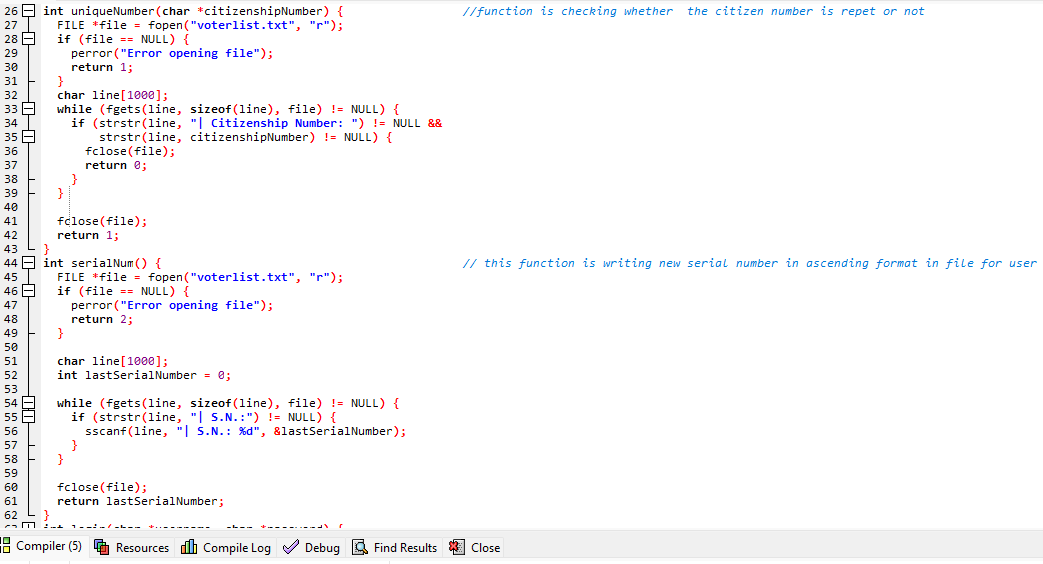 26 int uniqueNumber(char *citizenshipNumber) { //function is checking whether the citizen number is repet or not
27 FILE *file = fopen("voterlist.txt", "r");
28 if (file == NULL) {
29 perror("Error opening file");
30 return 1;
31 }
32 char line[1000];
33 while (fgets(line, sizeof(line), file) != NULL) {
34 if (strstr(line, "| Citizenship Number: ") != NULL &&
35 strstr(line, citizenshipNumber) != NULL) {
36 fclose(file);
37 return 0;
38 }
39 }
40
41 fclose(file);
42 return 1;
43 }
44 int serialNum() { // this function is writing new serial number in ascending format in file for user
45 FILE *file = fopen("voterlist.txt", "r");
46 if (file == NULL) {
47 perror("Error opening file");
48 return 2;
49 }
50
51 char line[1000];
52 int lastSerialNumber = 0;
53
54 while (fgets(line, sizeof(line), file) != NULL) {
55 if (strstr(line, "| S.N.:") != NULL) {
56 sscanf(line, "| S.N.: %d", &lastSerialNumber);
57 }
58 }
59
60 fclose(file);
61 return lastSerialNumber;
62 }
Compiler (5) Resources Compile Log Debug Find Results Close